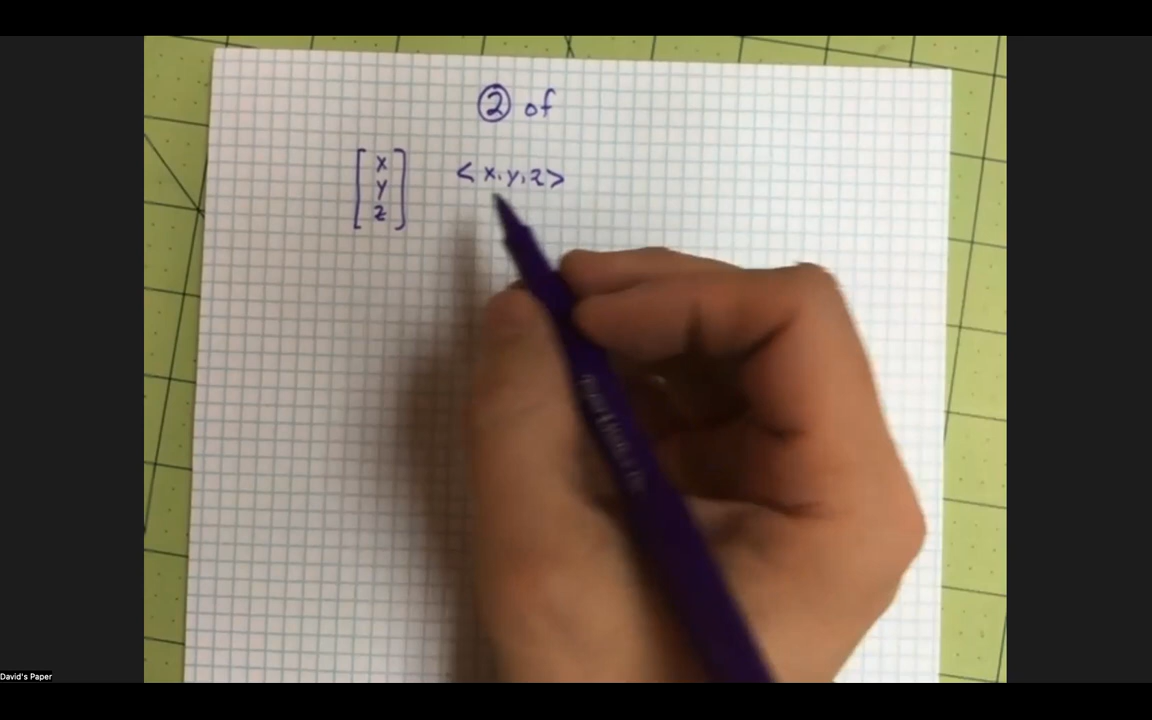 ② of
[x y z] <x, y, z>
David's Paper